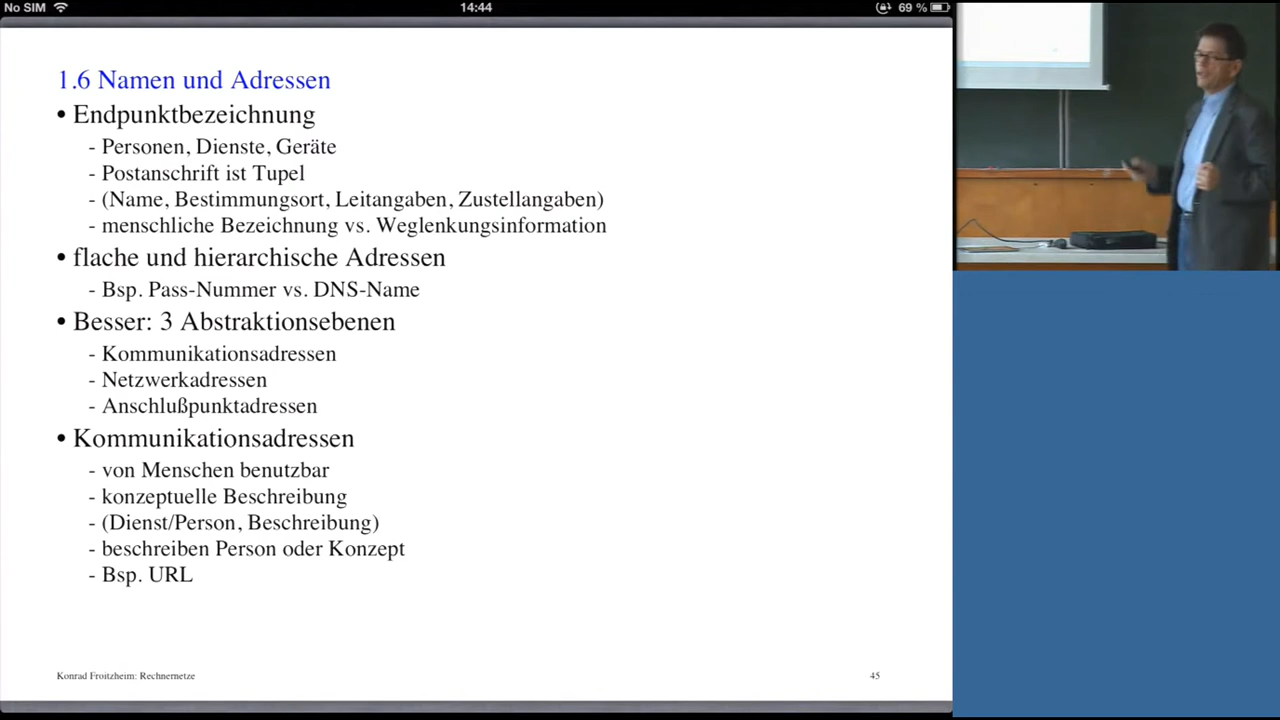 No SIM 14:44 69 %
1.6 Namen und Adressen
• Endpunktbezeichnung
- Personen, Dienste, Geräte
- Postanschrift ist Tupel
- (Name, Bestimmungsort, Leitangaben, Zustellangaben)
- menschliche Bezeichnung vs. Weglenkungsinformation
• flache und hierarchische Adressen
- Bsp. Pass-Nummer vs. DNS-Name
• Besser: 3 Abstraktionsebenen
- Kommunikationsadressen
- Netzwerkadressen
- Anschlußpunktadressen
• Kommunikationsadressen
- von Menschen benutzbar
- konzeptuelle Beschreibung
- (Dienst/Person, Beschreibung)
- beschreiben Person oder Konzept
- Bsp. URL
Konrad Froitzheim: Rechnernetze 45